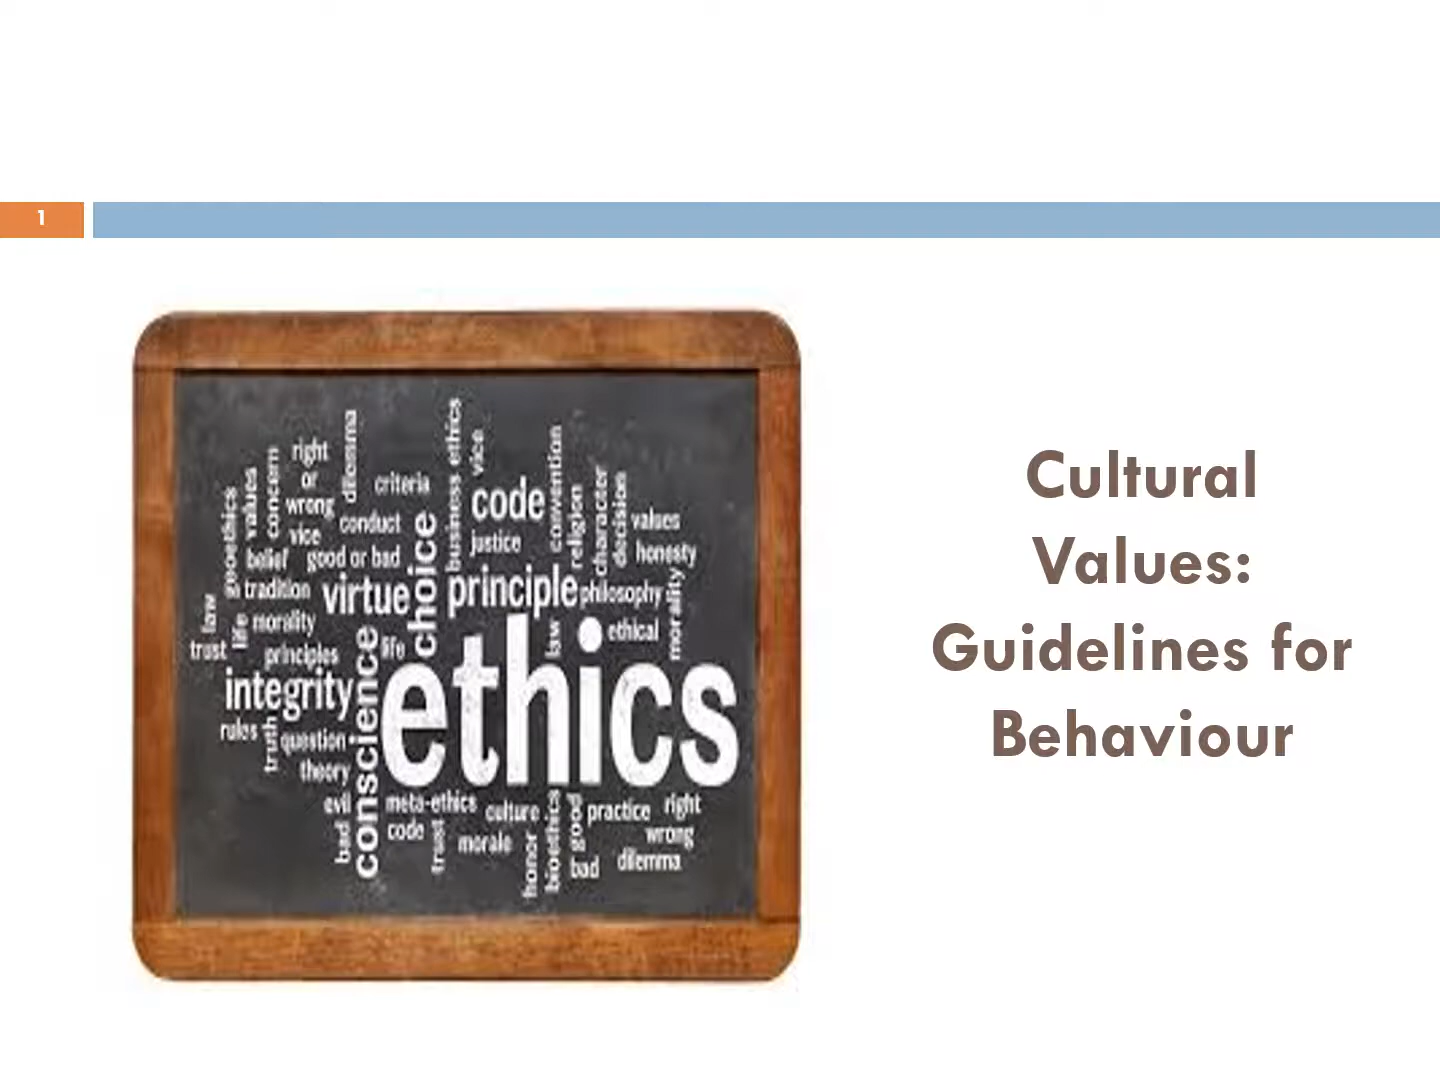 1
Cultural
Values:
Guidelines for
Behaviour
right
or
wrong
vice
dilemma
criteria
conduct
good or bad
business ethics
vice
code
justice
convention
religion
character
decision
values
honesty
geoethics
values
concern
belief
tradition
virtue
choice
principle
philosophy
morality
law
life
morality
trust
principles
life
law
ethical
integrity
conscience
ethics
rules
truth
question
theory
evil
bad
meta-ethics
code
trust
culture
morale
honor
bioethics
good
bad
practice
right
wrong
dilemma